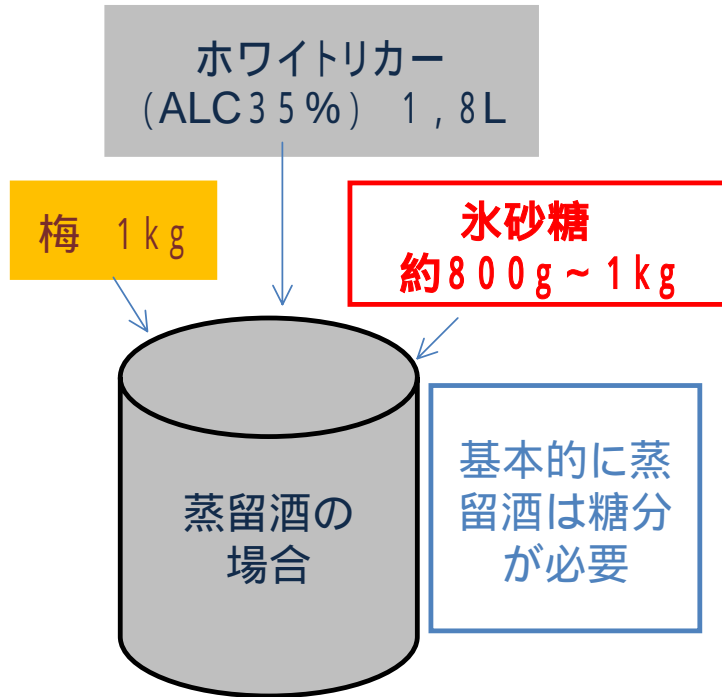 ホワイトリカー
(ALC35%) 1,8L
梅 1kg
氷砂糖
約800g~1kg
蒸留酒の
場合
基本的に蒸
留酒は糖分
が必要